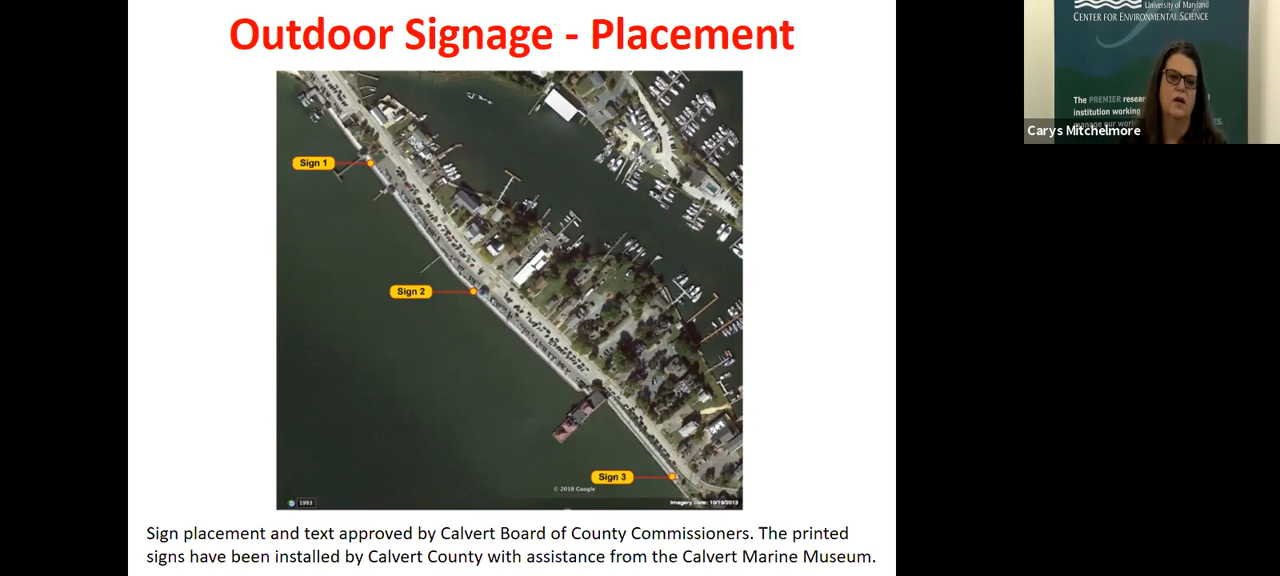 Outdoor Signage - Placement
Sign 1
Sign 2
Sign 3
© 2018 Google
1993
Imagery Date: 10/19/2013
Sign placement and text approved by Calvert Board of County Commissioners. The printed
signs have been installed by Calvert County with assistance from the Calvert Marine Museum.
University of Maryland
CENTER FOR ENVIRONMENTAL SCIENCE
The PREMIER
institution working
Carys Mitchelmore